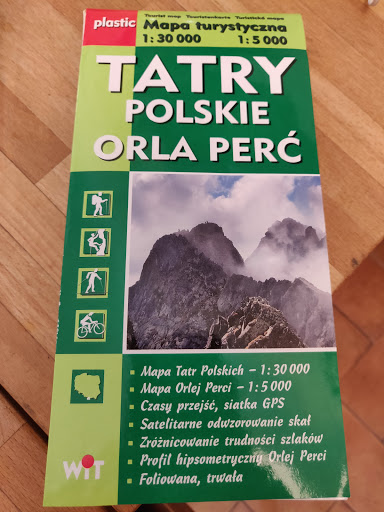 plastic
Tourist map Touristenkarte Turistická mapa
Mapa turystyczna
1:30 000 1:5 000
TATRY
POLSKIE
ORLA PERĆ
Mapa Tatr Polskich – 1:30 000
Mapa Orlej Perci – 1:5 000
Czasy przejść, siatka GPS
Satelitarne odwzorowanie skał
Zróżnicowanie trudności szlaków
Profil hipsometryczny Orlej Perci
Foliowana, trwała
WiT